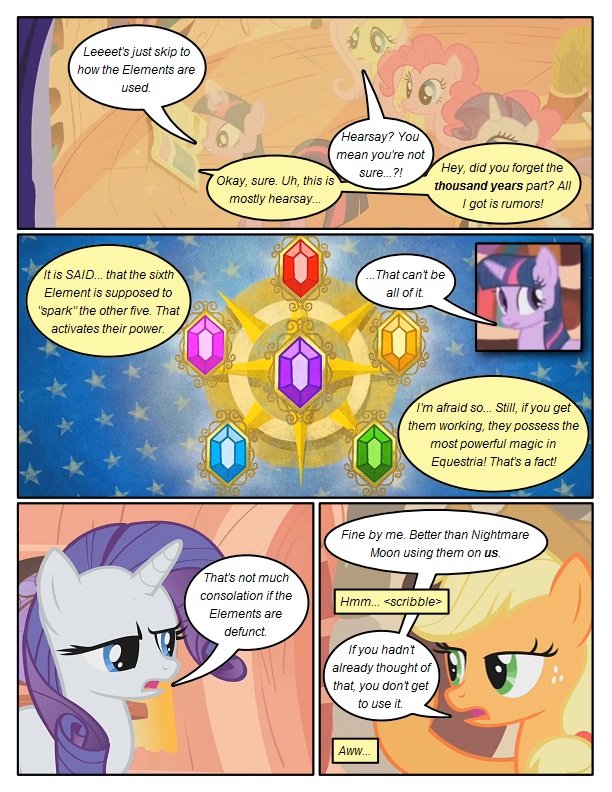 Leeeet's just skip to
how the Elements are
used.
Okay, sure. Uh, this is
mostly hearsay...
Hearsay? You
mean you're not
sure...?!
Hey, did you forget the
thousand years part? All
I got is rumors!
It is SAID... that the sixth
Element is supposed to
"spark" the other five. That
activates their power.
...That can't be
all of it.
I'm afraid so... Still, if you get
them working, they possess the
most powerful magic in
Equestria! That's a fact!
That's not much
consolation if the
Elements are
defunct.
Fine by me. Better than Nightmare
Moon using them on us.
Hmm... <scribble>
If you hadn't
already thought of
that, you don't get
to use it.
Aww...